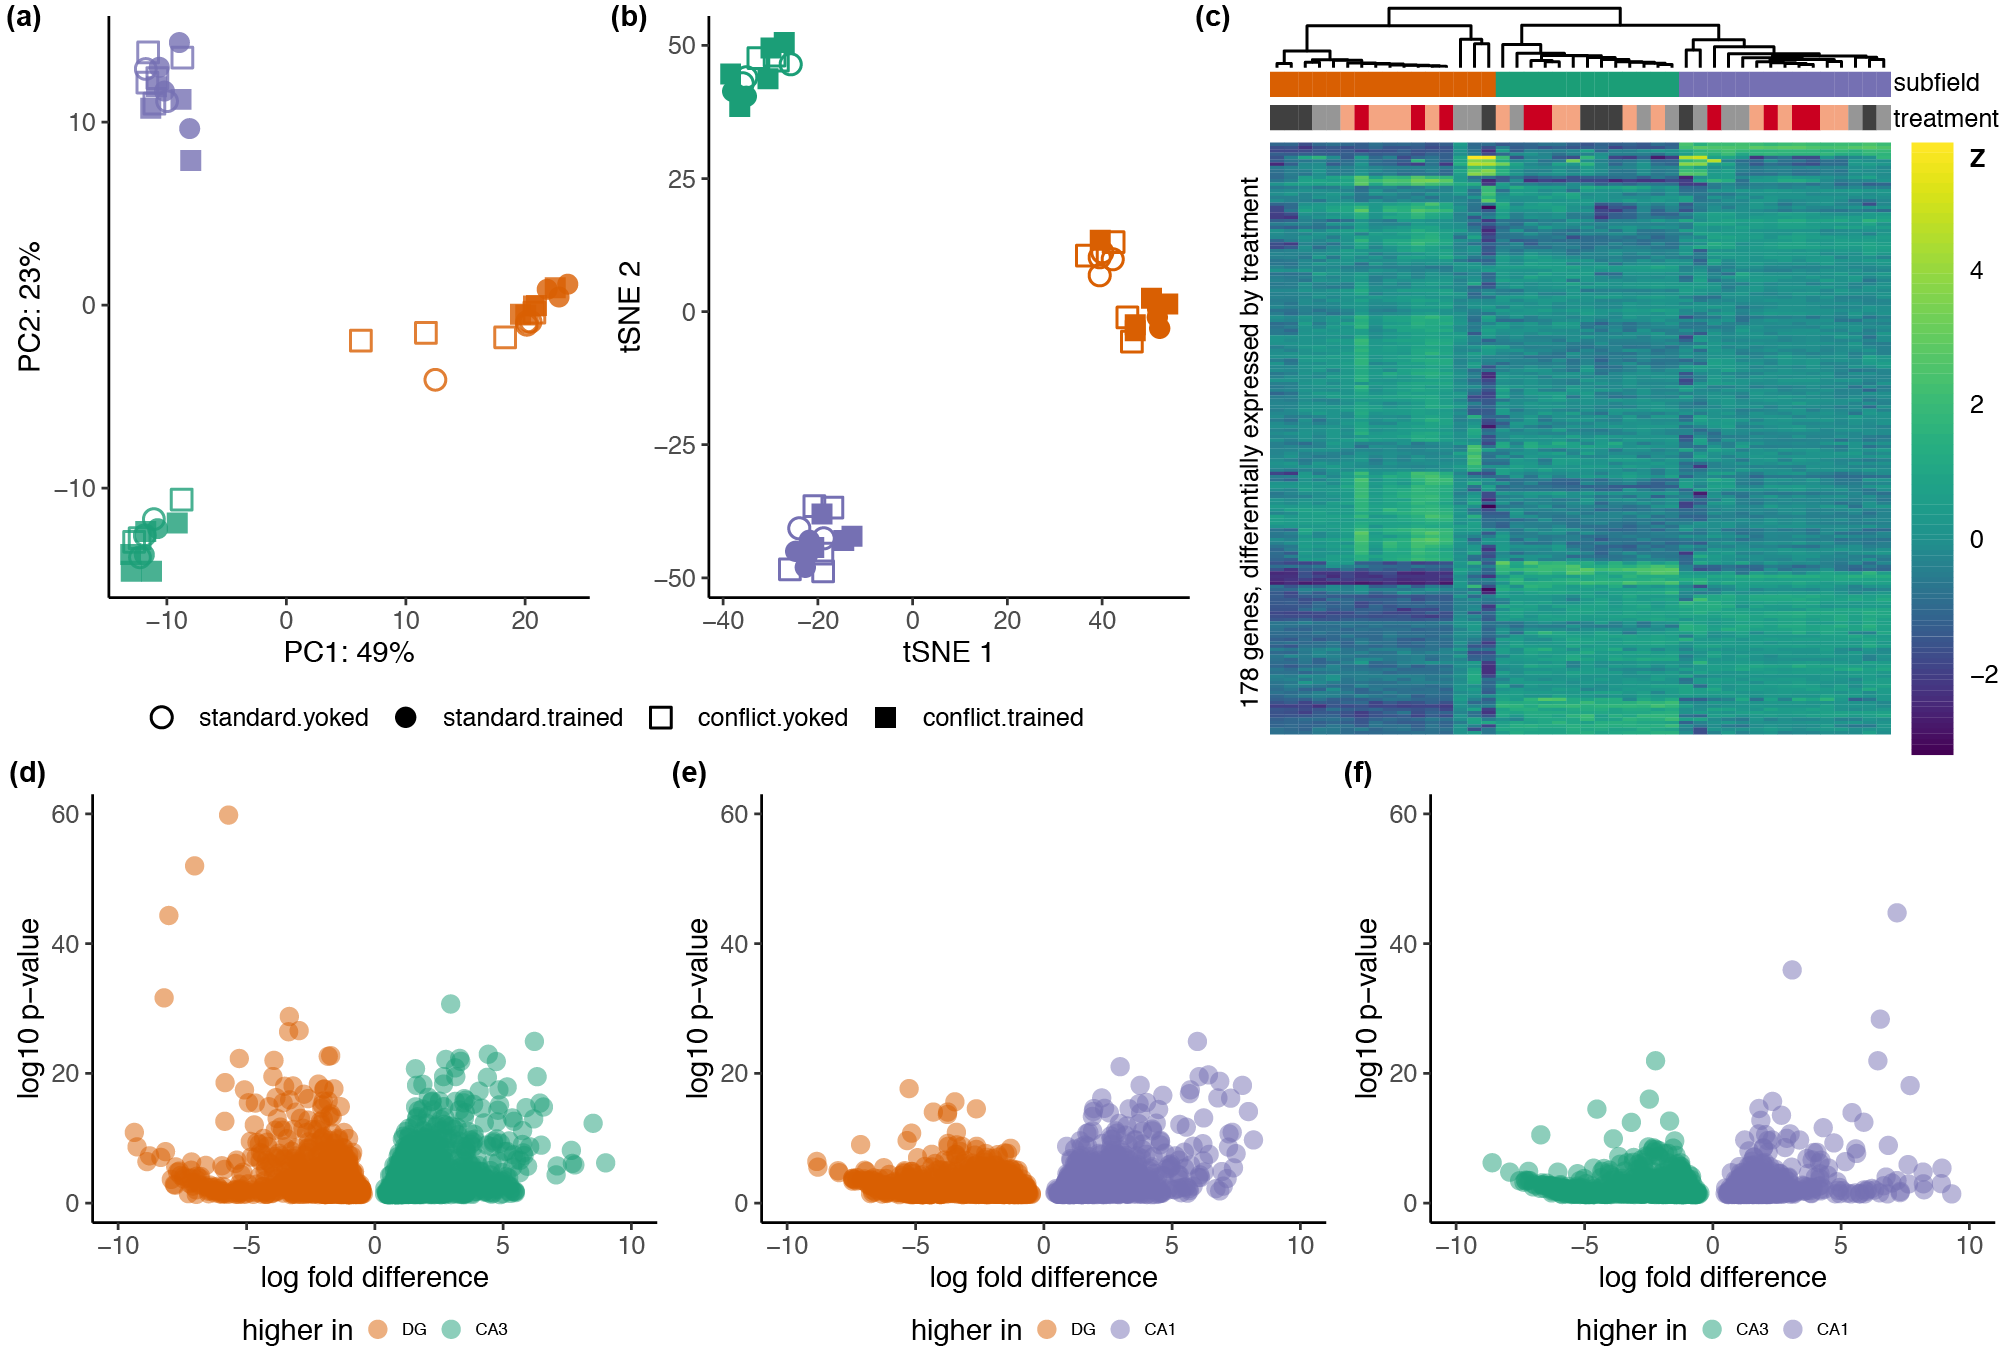 (a)
10
0
−10
PC2: 23%
−10
0
10
20
PC1: 49%
(b)
50
25
0
−25
−50
tSNE 2
−40
−20
0
20
40
tSNE 1
standard.yoked
standard.trained
conflict.yoked
conflict.trained
(c)
subfield
treatment
178 genes, differentially expressed by treatment
Z
4
2
0
−2
(d)
60
40
20
0
log10 p−value
−10
−5
0
5
10
log fold difference
higher in DG CA3
(e)
60
40
20
0
log10 p−value
−10
−5
0
5
10
log fold difference
higher in DG CA1
(f)
60
40
20
0
log10 p−value
−10
−5
0
5
10
log fold difference
higher in CA3 CA1